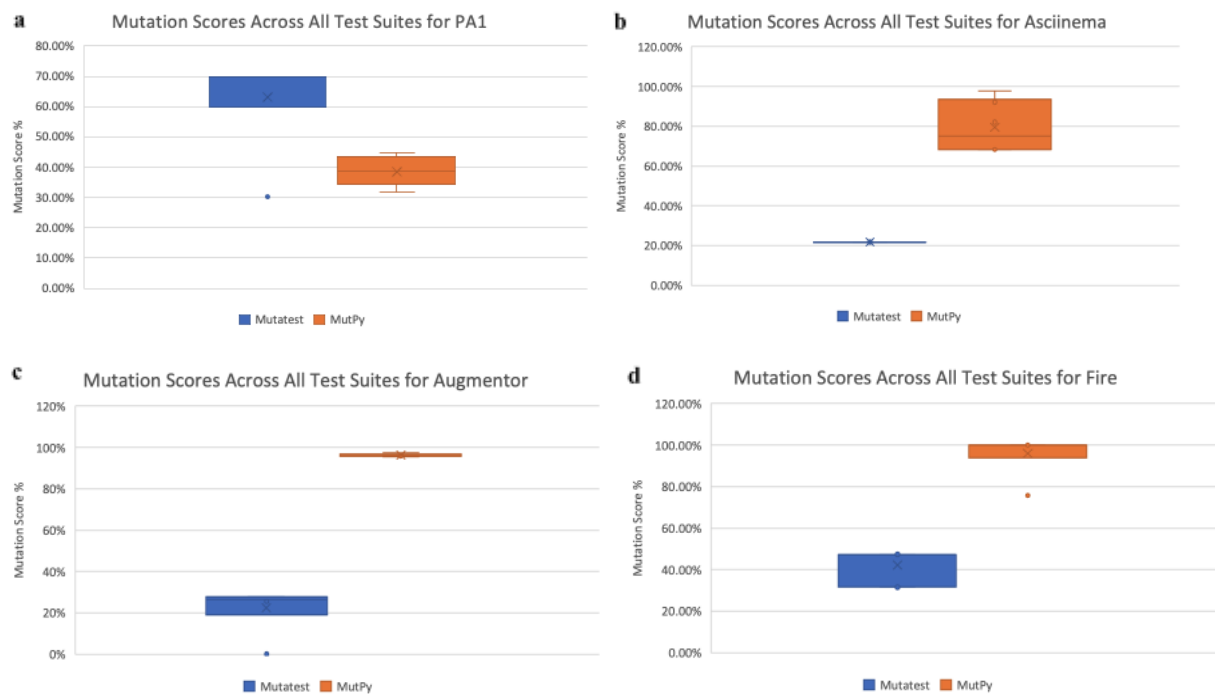 a
Mutation Scores Across All Test Suites for PA1
80.00%
70.00%
60.00%
50.00%
40.00%
30.00%
20.00%
10.00%
0.00%
Mutation Score %
Mutatest MutPy
b
Mutation Scores Across All Test Suites for Asciinema
120.00%
100.00%
80.00%
60.00%
40.00%
20.00%
0.00%
Mutation Score %
Mutatest MutPy
c
Mutation Scores Across All Test Suites for Augmentor
120%
100%
80%
60%
40%
20%
0%
Mutation Score %
Mutatest MutPy
d
Mutation Scores Across All Test Suites for Fire
120.00%
100.00%
80.00%
60.00%
40.00%
20.00%
0.00%
Mutation Score %
Mutatest MutPy